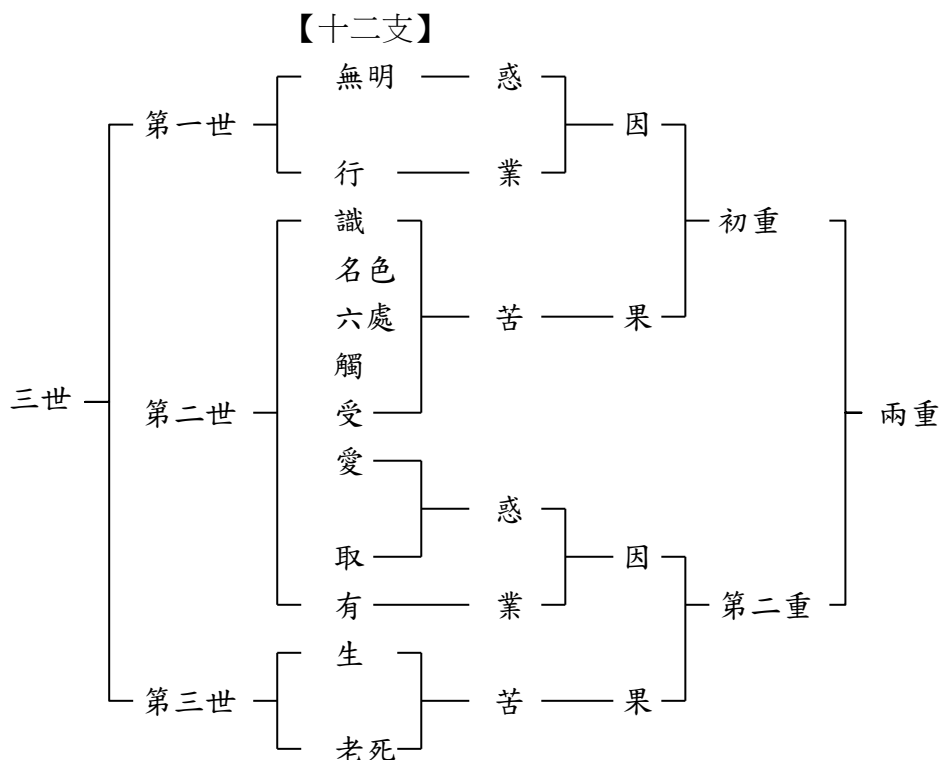 【十二支】
無明 惑
第一世 因
行 業
識 初重
名色
六處 苦 果
觸
三世
第二世 受 兩重
愛
惑
取 因
有 業 第二重
生
第三世 苦 果
老死